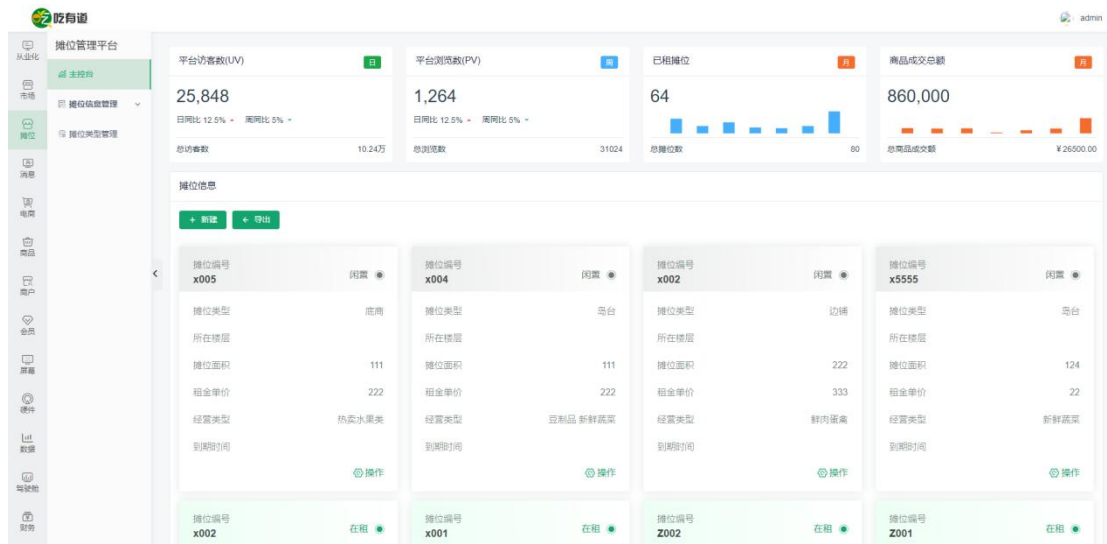 吃有道
admin
从业化
市场
摊位
消息
电商
商品
商户
会员
屏幕
硬件
数据
驾驶舱
财务
摊位管理平台
主控台
摊位信息管理
摊位类型管理
平台访客数(UV) 日
25,848
日同比 12.5% 周同比 5%
总访客数 10.24万
平台浏览数(PV) 周
1,264
日同比 12.5% 周同比 5%
总浏览数 31024
已租摊位 月
64
总摊位数 80
商品成交总额 月
860,000
总商品成交额 ¥26500.00
摊位信息
+ 新建 导出
摊位编号
x005 闲置
摊位类型 底商
所在楼层
摊位面积 111
租金单价 222
经营类型 热卖水果类
到期时间
操作
摊位编号
x004 闲置
摊位类型 岛台
所在楼层
摊位面积 111
租金单价 222
经营类型 豆制品 新鲜蔬菜
到期时间
操作
摊位编号
x002 闲置
摊位类型 边铺
所在楼层
摊位面积 222
租金单价 333
经营类型 鲜肉蛋禽
到期时间
操作
摊位编号
x5555 闲置
摊位类型 岛台
所在楼层
摊位面积 124
租金单价 22
经营类型 新鲜蔬菜
到期时间
操作
摊位编号
x002 在租
摊位编号
x001 在租
摊位编号
Z002 在租
摊位编号
Z001 在租